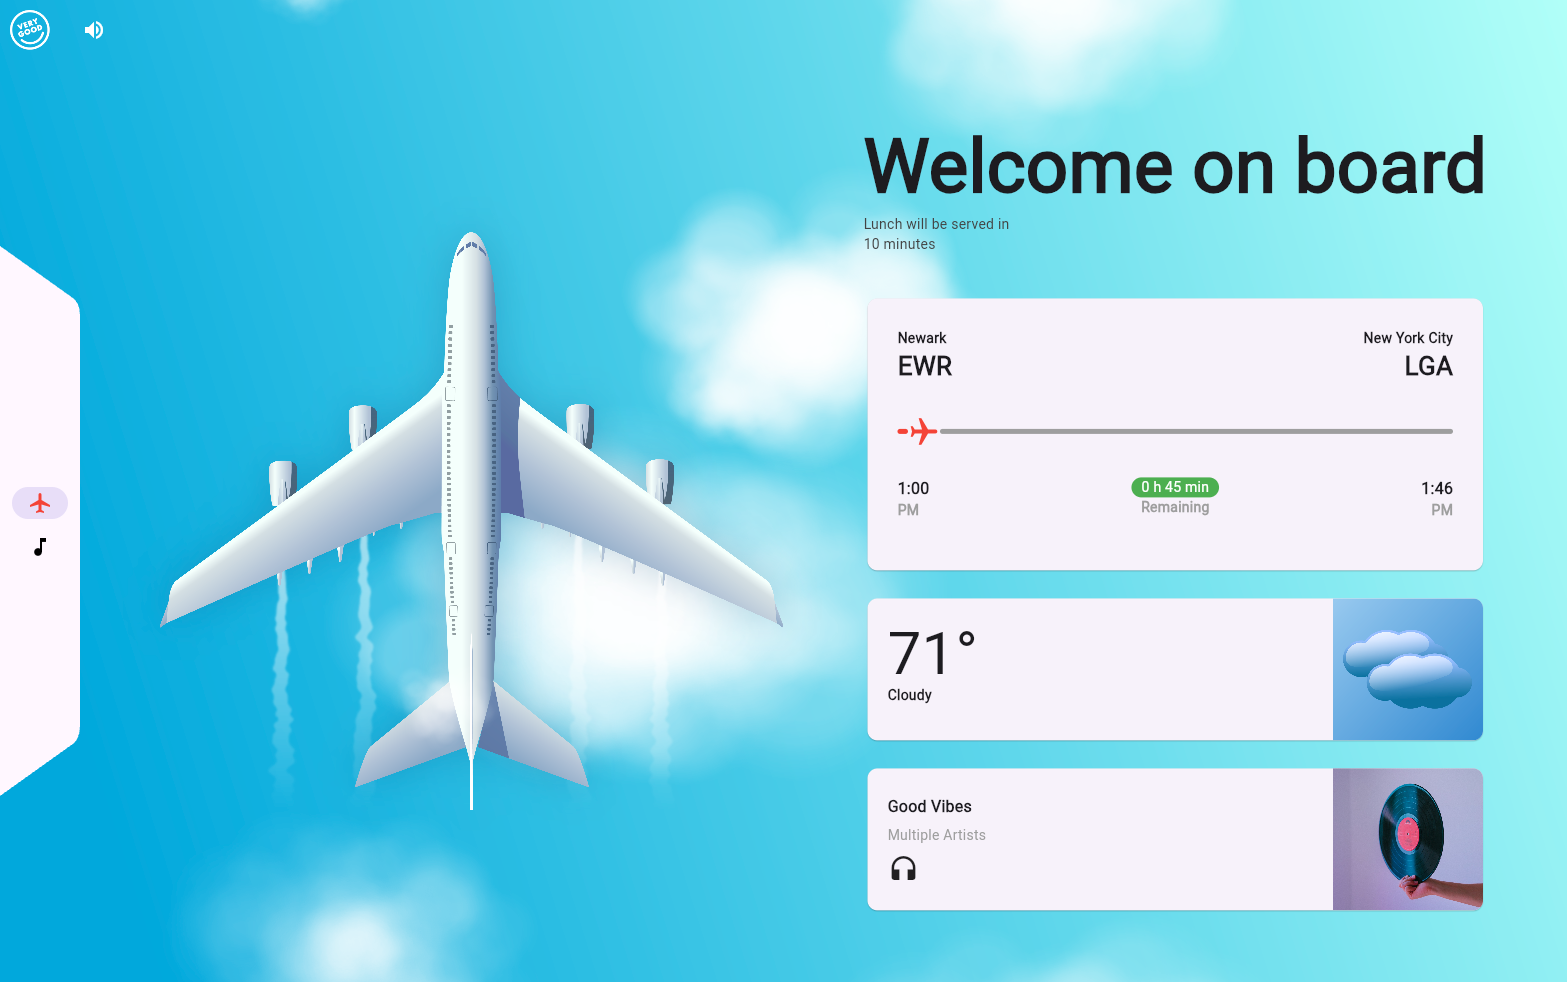 VERY
GOOD
Welcome on board
Lunch will be served in
10 minutes
Newark
New York City
EWR
LGA
1:00
0 h 45 min
1:46
PM
Remaining
PM
71°
Cloudy
Good Vibes
Multiple Artists